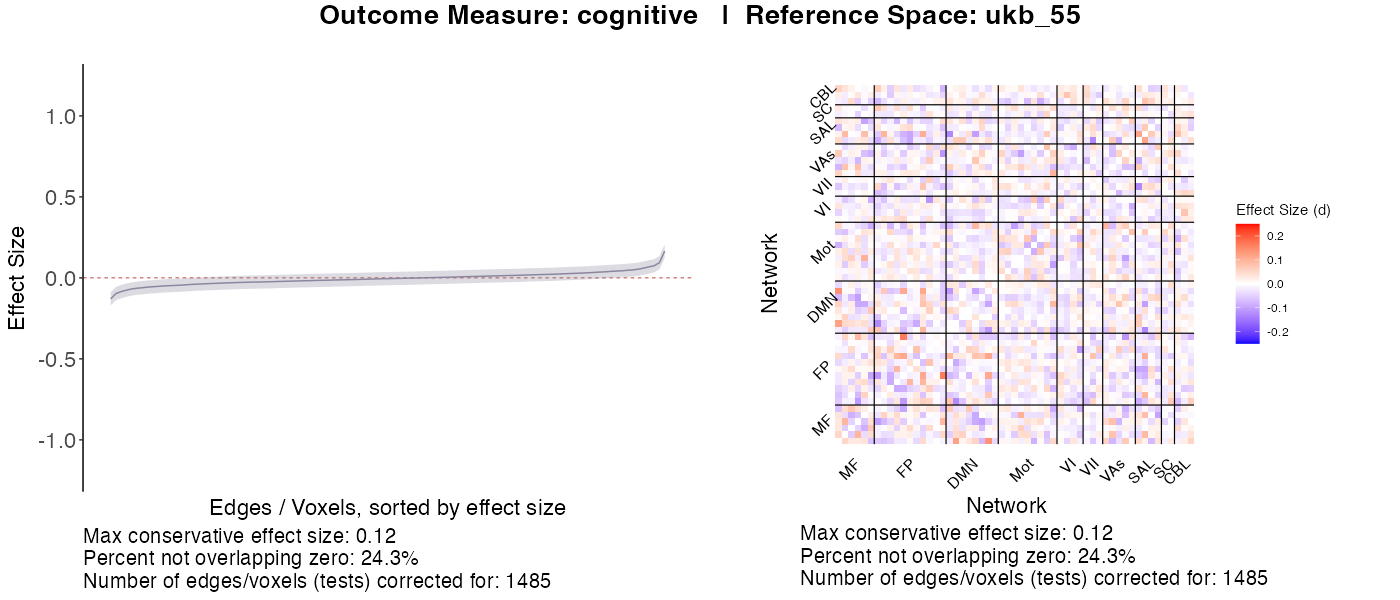 Outcome Measure: cognitive | Reference Space: ukb_55
Effect Size
1.0
0.5
0.0
-0.5
-1.0
Edges / Voxels, sorted by effect size
Max conservative effect size: 0.12
Percent not overlapping zero: 24.3%
Number of edges/voxels (tests) corrected for: 1485
Network
CBL
SC
SAL
VAs
VII
VI
Mot
DMN
FP
MF
MF
FP
DMN
Mot
VI
VII
VAs
SAL
SC
CBL
Network
Effect Size (d)
0.2
0.1
0.0
-0.1
-0.2
Max conservative effect size: 0.12
Percent not overlapping zero: 24.3%
Number of edges/voxels (tests) corrected for: 1485